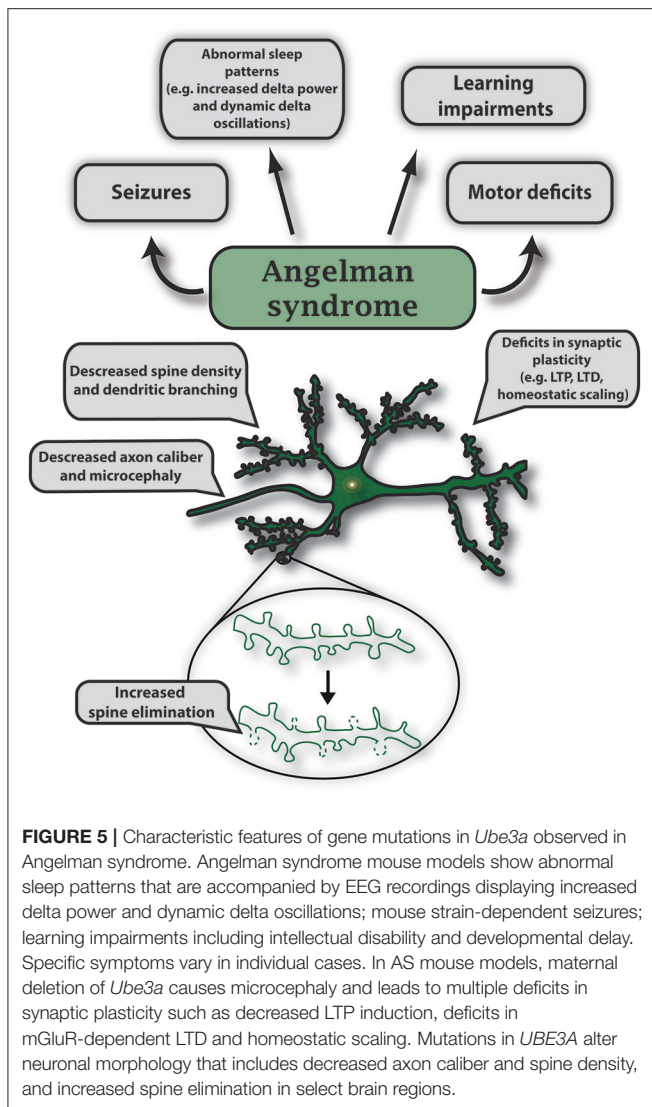 Abnormal sleep
patterns
(e.g. increased delta power
and dynamic delta
oscillations)
Learning
impairments
Seizures
Motor deficits
Angelman
syndrome
Descreased spine density
and dendritic branching
Deficits in synaptic
plasticity
(e.g. LTP, LTD,
homeostatic scaling)
Descreased axon caliber
and microcephaly
Increased
spine elimination
FIGURE 5 | Characteristic features of gene mutations in Ube3a observed in
Angelman syndrome. Angelman syndrome mouse models show abnormal
sleep patterns that are accompanied by EEG recordings displaying increased
delta power and dynamic delta oscillations; mouse strain-dependent seizures;
learning impairments including intellectual disability and developmental delay.
Specific symptoms vary in individual cases. In AS mouse models, maternal
deletion of Ube3a causes microcephaly and leads to multiple deficits in
synaptic plasticity such as decreased LTP induction, deficits in
mGluR-dependent LTD and homeostatic scaling. Mutations in UBE3A alter
neuronal morphology that includes decreased axon caliber and spine density,
and increased spine elimination in select brain regions.